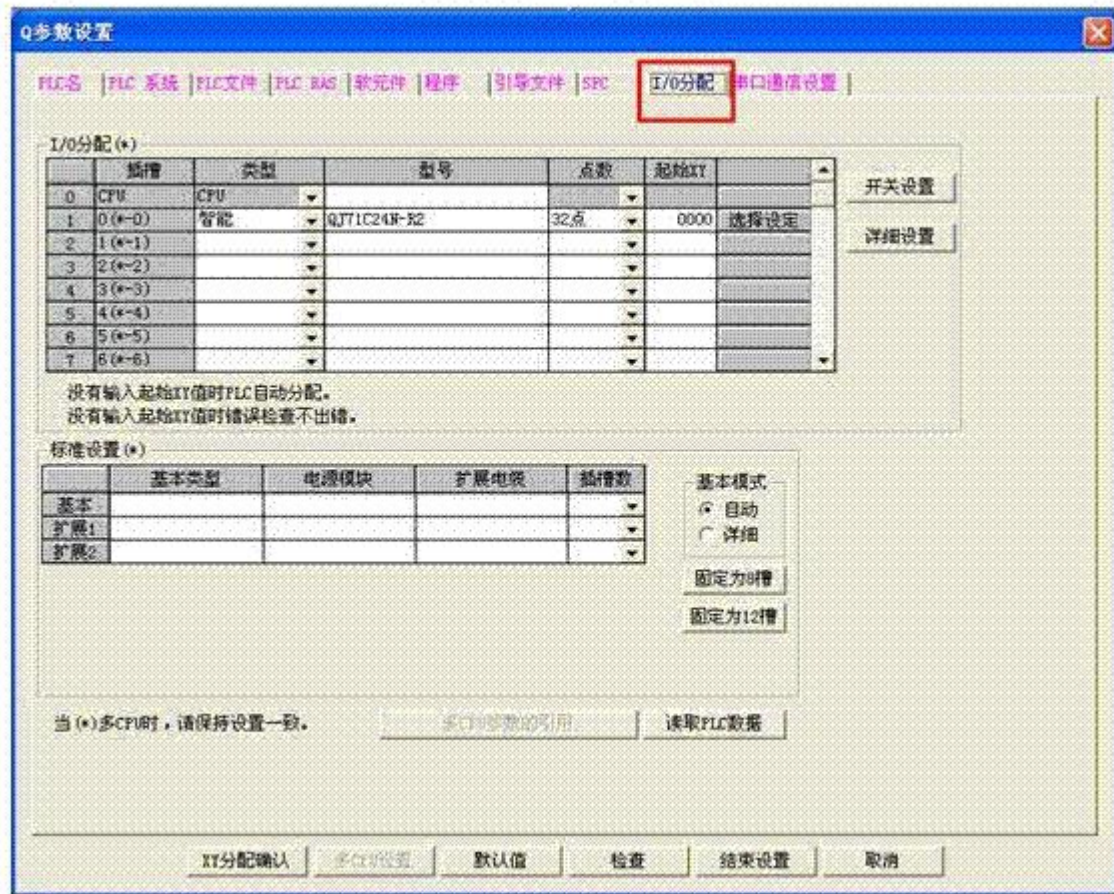 Q参数设置
PLC名 PLC 系统 PLC文件 PLC RAS 软元件 程序 引导文件 SFC I/O分配 串口通信设置
I/O分配(*)
插槽 类型 型号 点数 起始XY
开关设置
0 CPU CPU
1 0(*-0) 智能 QJ71C24N-R2 32点 0000 选择设定
详细设置
2 1(*-1)
3 2(*-2)
4 3(*-3)
5 4(*-4)
6 5(*-5)
7 6(*-6)
没有输入起始XY值时PLC自动分配。
没有输入起始XY值时错误检查不出错。
标准设置(*)
基本类型 电源模块 扩展电缆 插槽数
基本
扩展1
扩展2
基本模式
自动
详细
固定为8槽
固定为12槽
当(*)多CPU时，请保持设置一致。 多CPU参数的引用 读取PLC数据
XY分配确认 多CPU设置 默认值 检查 结束设置 取消